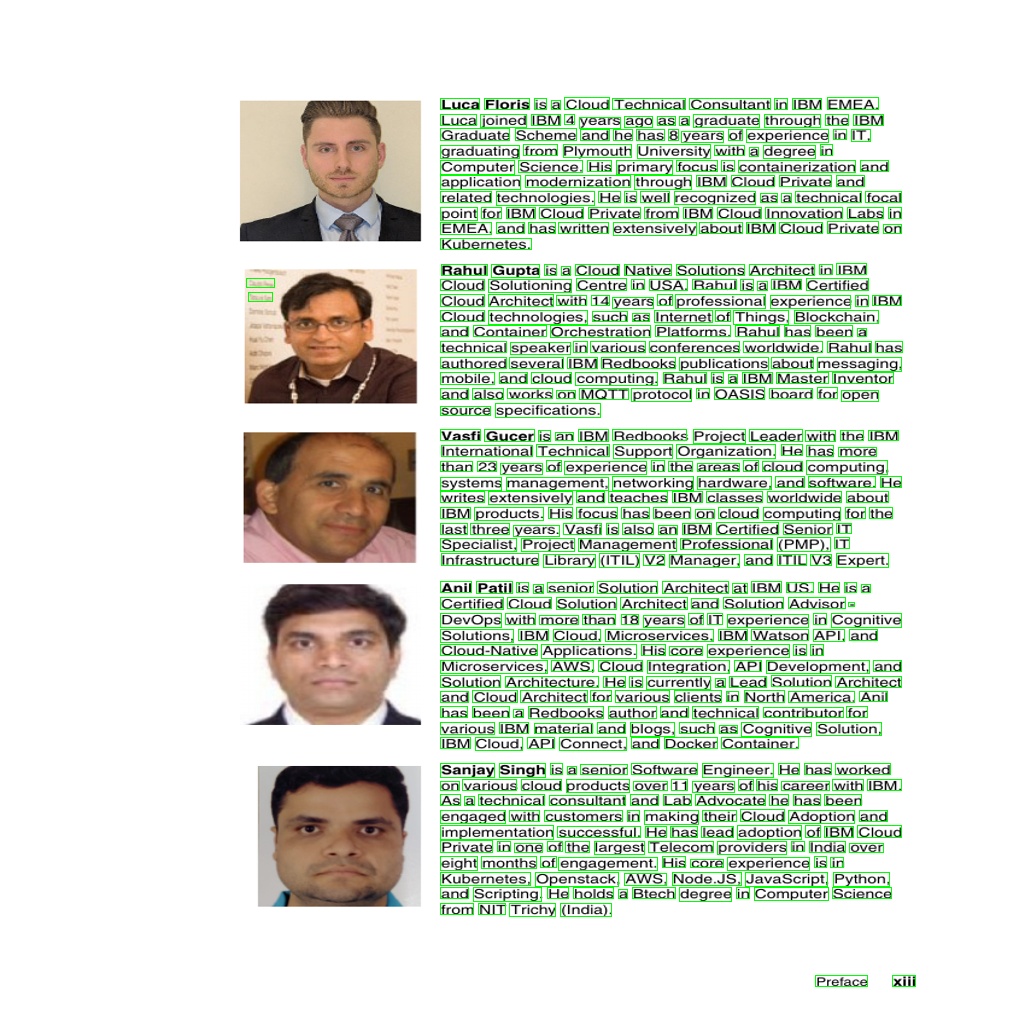 Luca Floris is a Cloud Technical Consultant in IBM EMEA.
Luca joined IBM 4 years ago as a graduate through the IBM
Graduate Scheme and he has 8 years of experience in IT,
graduating from Plymouth University with a degree in
Computer Science. His primary focus is containerization and
application modernization through IBM Cloud Private and
related technologies. He is well recognized as a technical focal
point for IBM Cloud Private from IBM Cloud Innovation Labs in
EMEA, and has written extensively about IBM Cloud Private on
Kubernetes.
Rahul Gupta is a Cloud Native Solutions Architect in IBM
Cloud Solutioning Centre in USA. Rahul is a IBM Certified
Cloud Architect with 14 years of professional experience in IBM
Cloud technologies, such as Internet of Things, Blockchain,
and Container Orchestration Platforms. Rahul has been a
technical speaker in various conferences worldwide. Rahul has
authored several IBM Redbooks publications about messaging,
mobile, and cloud computing. Rahul is a IBM Master Inventor
and also works on MQTT protocol in OASIS board for open
source specifications.
Vasfi Gucer is an IBM Redbooks Project Leader with the IBM
International Technical Support Organization. He has more
than 23 years of experience in the areas of cloud computing,
systems management, networking hardware, and software. He
writes extensively and teaches IBM classes worldwide about
IBM products. His focus has been on cloud computing for the
last three years. Vasfi is also an IBM Certified Senior IT
Specialist, Project Management Professional (PMP), IT
Infrastructure Library (ITIL) V2 Manager, and ITIL V3 Expert.
Anil Patil is a senior Solution Architect at IBM US. He is a
Certified Cloud Solution Architect and Solution Advisor -
DevOps with more than 18 years of IT experience in Cognitive
Solutions, IBM Cloud, Microservices, IBM Watson API, and
Cloud-Native Applications. His core experience is in
Microservices, AWS, Cloud Integration, API Development, and
Solution Architecture. He is currently a Lead Solution Architect
and Cloud Architect for various clients in North America. Anil
has been a Redbooks author and technical contributor for
various IBM material and blogs, such as Cognitive Solution,
IBM Cloud, API Connect, and Docker Container.
Sanjay Singh is a senior Software Engineer. He has worked
on various cloud products over 11 years of his career with IBM.
As a technical consultant and Lab Advocate he has been
engaged with customers in making their Cloud Adoption and
implementation successful. He has lead adoption of IBM Cloud
Private in one of the largest Telecom providers in India over
eight months of engagement. His core experience is in
Kubernetes, Openstack, AWS, Node.JS, JavaScript, Python,
and Scripting. He holds a Btech degree in Computer Science
from NIT Trichy (India).
Preface xiii